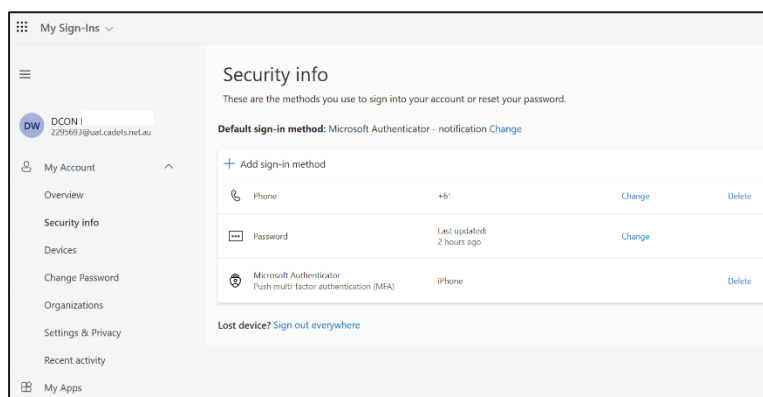 My Sign-Ins
Security info
These are the methods you use to sign into your account or reset your password.
DW
DCON
2295693@uat.cadets.net.au
Default sign-in method: Microsoft Authenticator - notification Change
My Account
Overview
Security info
Devices
Change Password
Organizations
Settings & Privacy
Recent activity
My Apps
+ Add sign-in method
Phone +6 Change Delete
Password Last updated:
2 hours ago Change
Microsoft Authenticator
Push multi-factor authentication (MFA) iPhone Delete
Lost device? Sign out everywhere